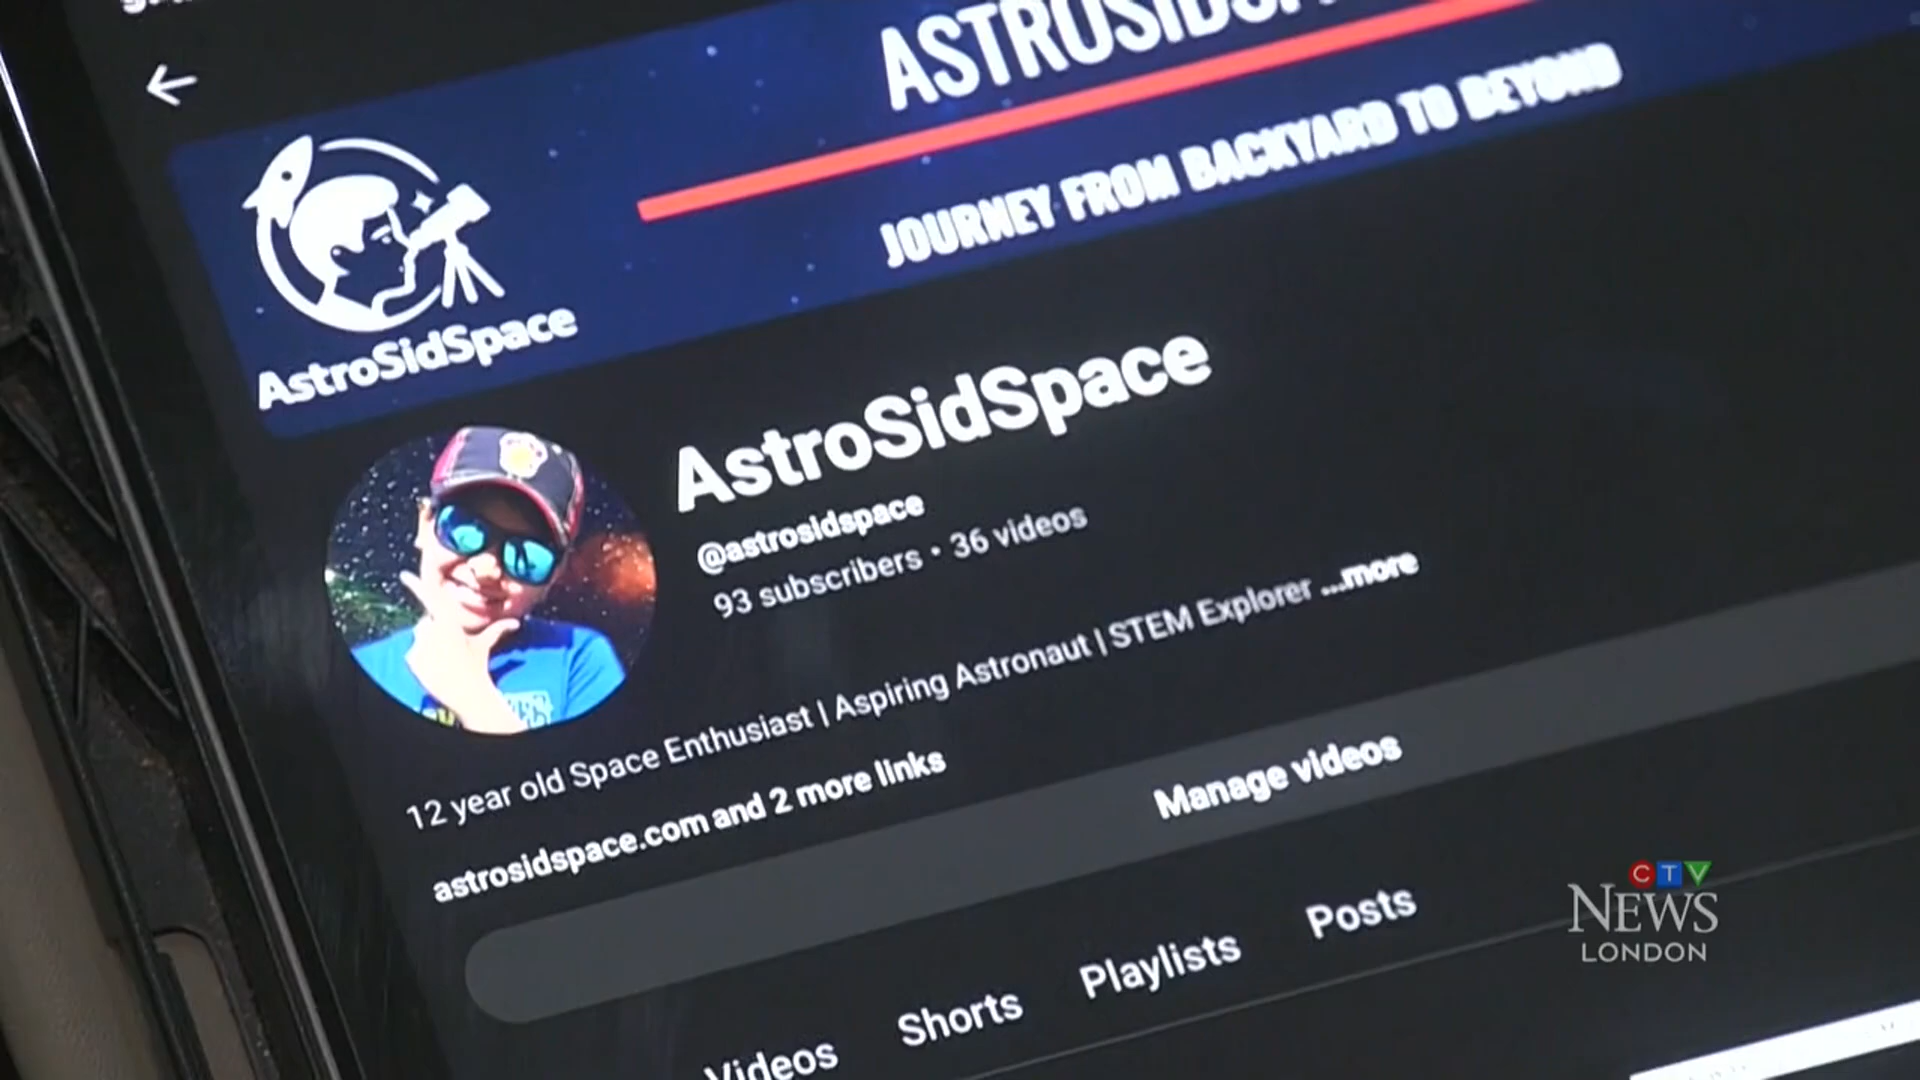 JOURNEY FROM BACKYARD TO BEYOND
AstroSidSpace
AstroSidSpace
@astrosidspace
93 subscribers • 36 videos
12 year old Space Enthusiast | Aspiring Astronaut | STEM Explorer ...more
astrosidspace.com and 2 more links
Manage videos
Videos Shorts Playlists Posts
CTV
NEWS
LONDON